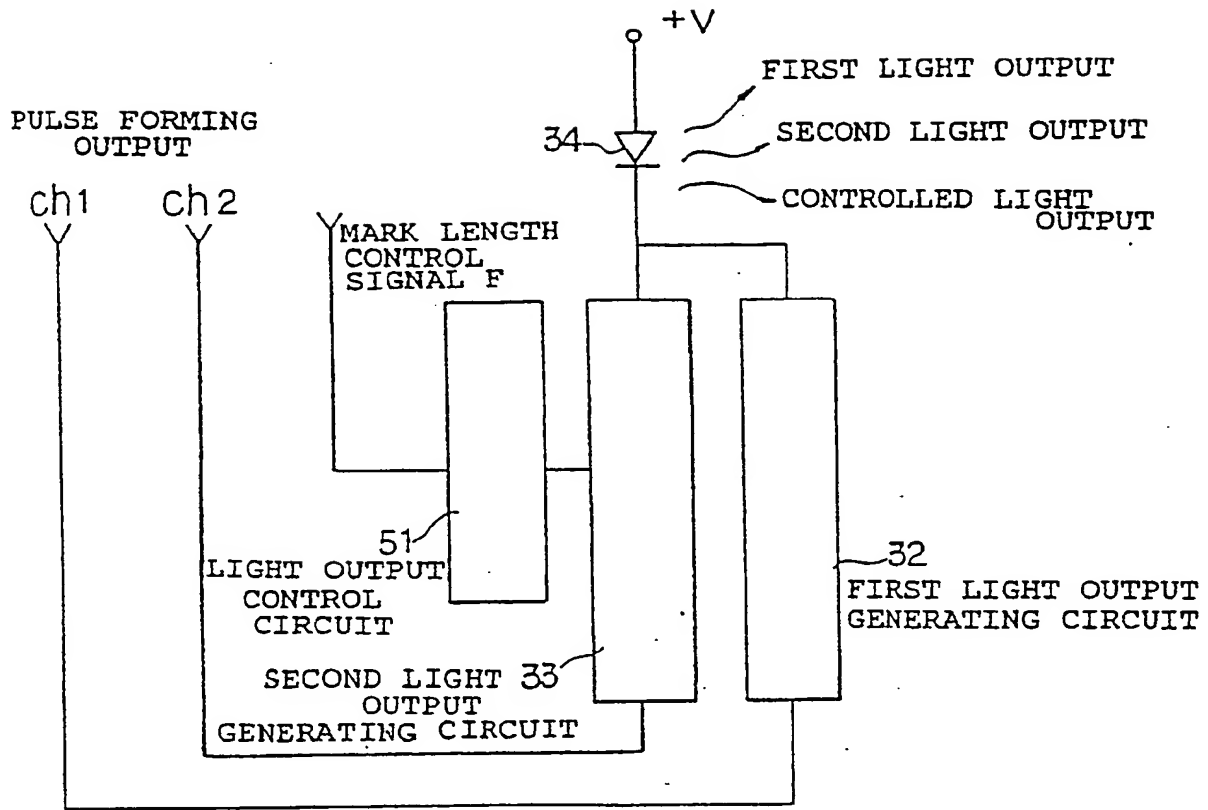 +V
FIRST LIGHT OUTPUT
PULSE FORMING
OUTPUT
34
SECOND LIGHT OUTPUT
ch1
ch2
CONTROLLED LIGHT
OUTPUT
MARK LENGTH
CONTROL
SIGNAL F
51
LIGHT OUTPUT
CONTROL
CIRCUIT
32
FIRST LIGHT OUTPUT
GENERATING CIRCUIT
SECOND LIGHT
OUTPUT
GENERATING CIRCUIT
33